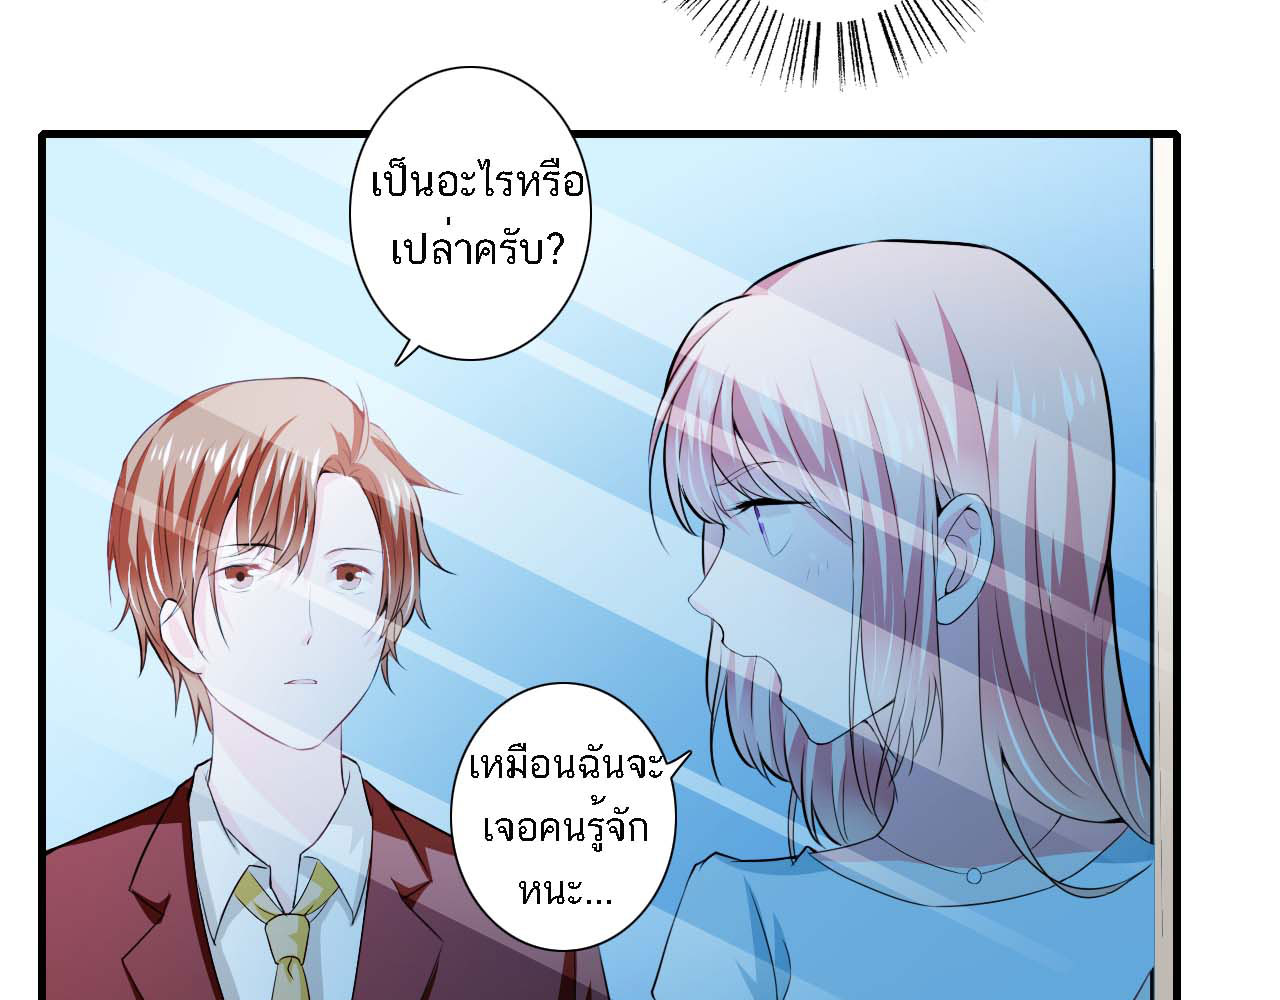 เป็นอะไรหรือ
เปล่าครับ?
เหมือนฉันจะ
เจอคนรู้จัก
หนะ...